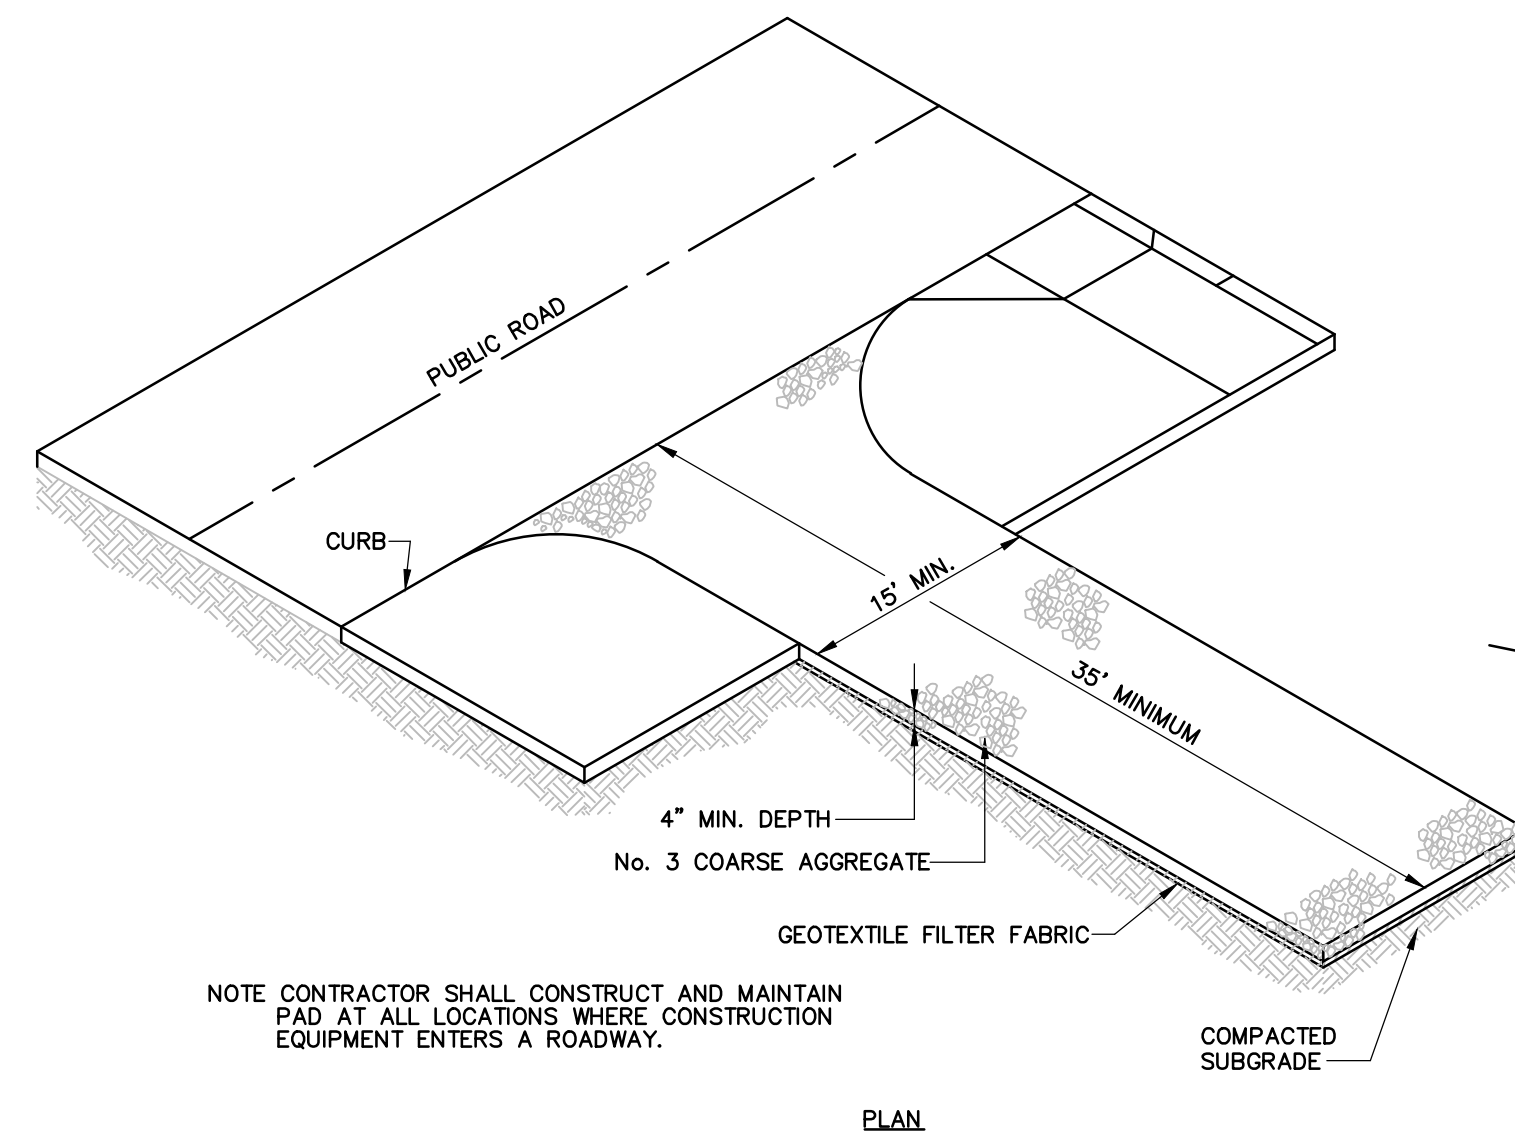 PUBLIC ROAD
CURB
15' MIN.
35' MINIMUM
4" MIN. DEPTH
No. 3 COARSE AGGREGATE
GEOTEXTILE FILTER FABRIC
NOTE CONTRACTOR SHALL CONSTRUCT AND MAINTAIN
PAD AT ALL LOCATIONS WHERE CONSTRUCTION
EQUIPMENT ENTERS A ROADWAY.
COMPACTED
SUBGRADE
PLAN